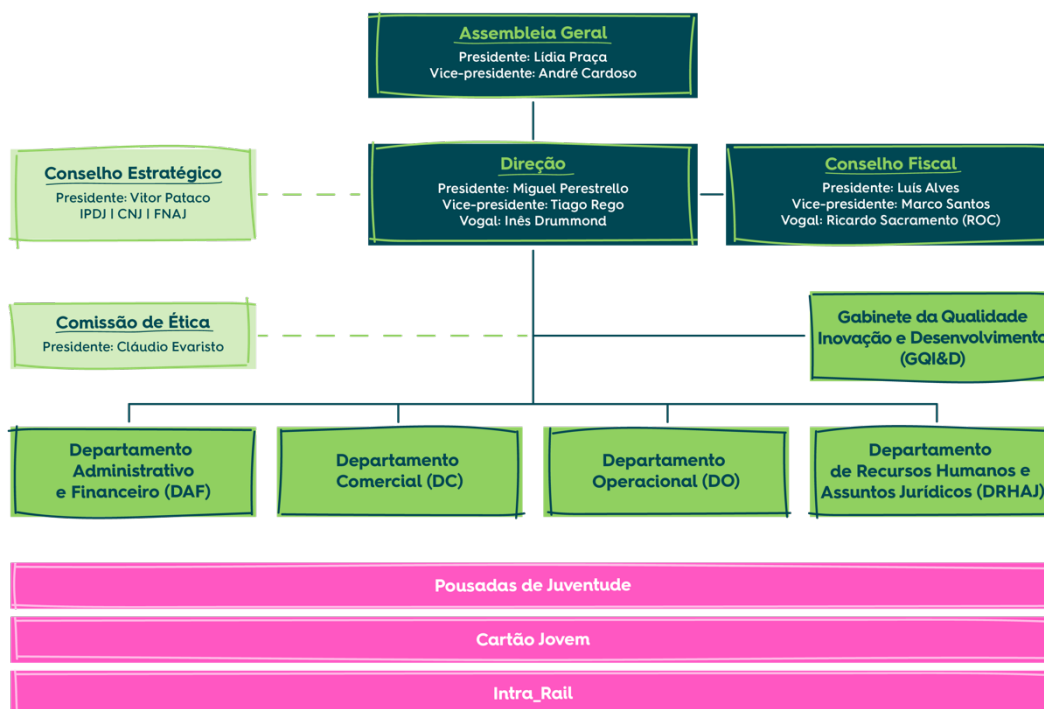 Assembleia Geral
Presidente: Lídia Praça
Vice-presidente: André Cardoso
Conselho Estratégico
Presidente: Vitor Pataco
IPDJ | CNJ | FNAJ
Direção
Presidente: Miguel Perestrello
Vice-presidente: Tiago Rego
Vogal: Inês Drummond
Conselho Fiscal
Presidente: Luís Alves
Vice-presidente: Marco Santos
Vogal: Ricardo Sacramento (ROC)
Comissão de Ética
Presidente: Cláudio Evaristo
Gabinete da Qualidade
Inovação e Desenvolvimento
(GQI&D)
Departamento
Administrativo
e Financeiro (DAF)
Departamento
Comercial (DC)
Departamento
Operacional (DO)
Departamento
de Recursos Humanos e
Assuntos Jurídicos (DRHAJ)
Pousadas de Juventude
Cartão Jovem
Intra_Rail